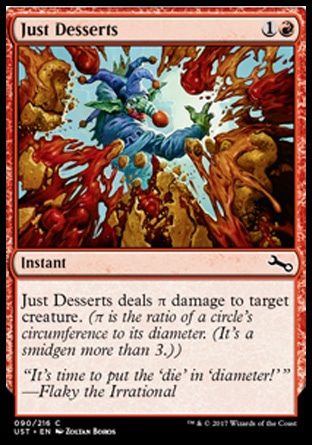 Just Desserts 1
Instant
Just Desserts deals π damage to target
creature. (π is the ratio of a circle's
circumference to its diameter. (It's a
smidgen more than 3.))
"It's time to put the 'die' in 'diameter!'"
—Flaky the Irrational
090/216 C
UST • EN Zoltan Boros
™ & © 2017 Wizards of the Coast